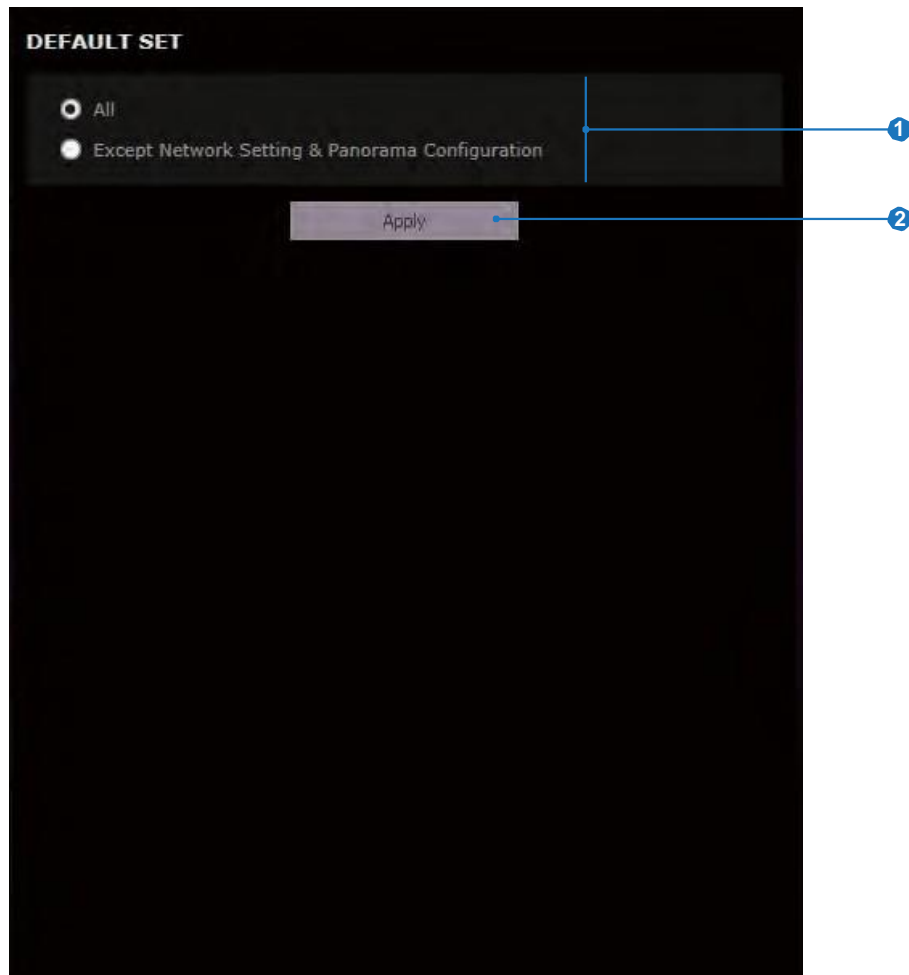 DEFAULT SET
All
1
Except Network Setting & Panorama Configuration
Apply
2